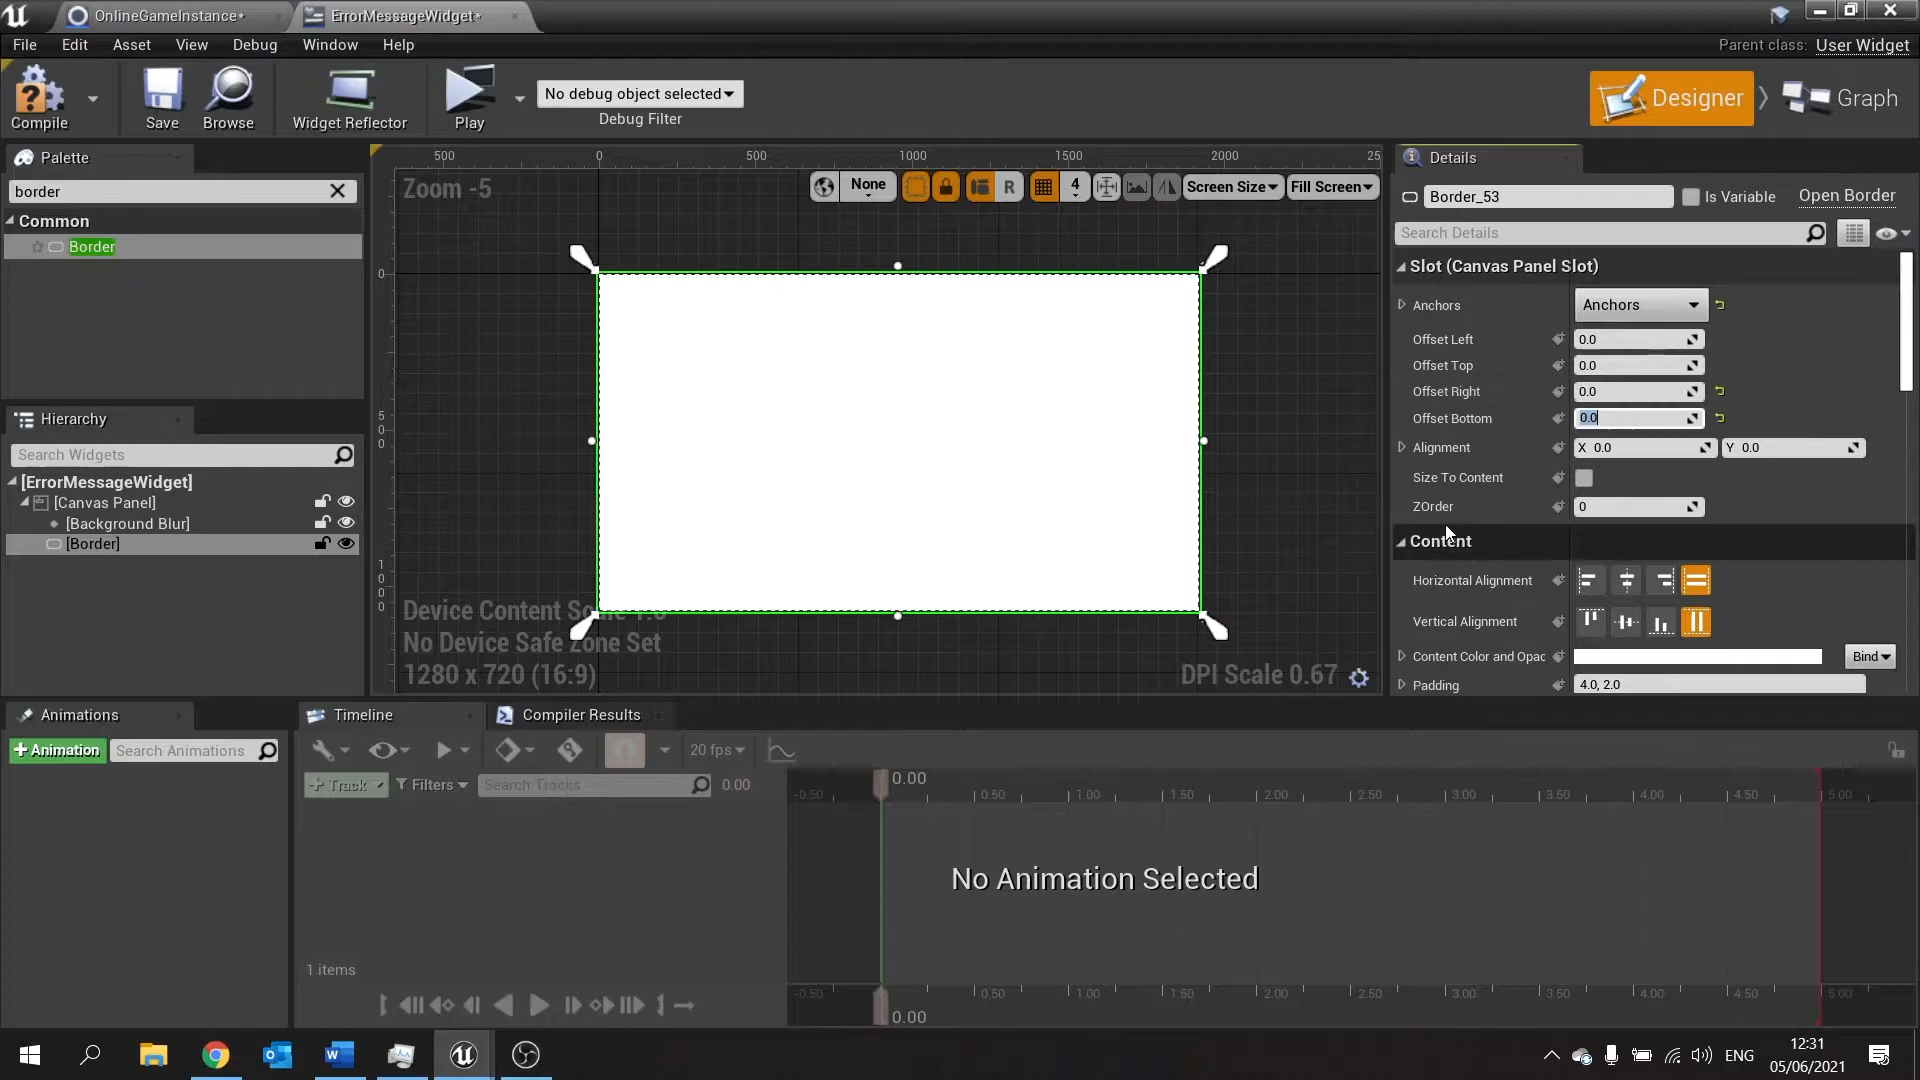 OnlineGameInstance*
ErrorMessageWidget*
File Edit Asset View Debug Window Help
Parent class: User Widget
Compile
Save
Browse
Widget Reflector
Play
No debug object selected
Debug Filter
Designer
Graph
Palette
border
Common
Border
Hierarchy
Search Widgets
[ErrorMessageWidget]
[Canvas Panel]
[Background Blur]
[Border]
500 0 500 1000 1500 2000 25
Zoom -5
None
R
4
Screen Size
Fill Screen
0
5
0
0
1
0
0
0
No Device Safe Zone Set
1280 x 720 (16:9)
DPI Scale 0.67
Details
Border_53
Is Variable
Open Border
Search Details
Slot (Canvas Panel Slot)
Anchors Anchors
Offset Left 0.0
Offset Top 0.0
Offset Right 0.0
Offset Bottom 0.0
Alignment X 0.0 Y 0.0
Size To Content
ZOrder 0
Content
Horizontal Alignment
Vertical Alignment
Content Color and Opac Bind
Padding 4.0, 2.0
Animations
+ Animation
Search Animations
Timeline
Compiler Results
20 fps
+ Track
Filters
Search Tracks
0.00
0.00
-0.50 0.50 1.00 1.50 2.00 2.50 3.00 3.50 4.00 4.50 5.00
No Animation Selected
1 items
-0.50 0.50 1.00 1.50 2.00 2.50 3.00 3.50 4.00 4.50 5.00
0.00
ENG
12:31
05/06/2021